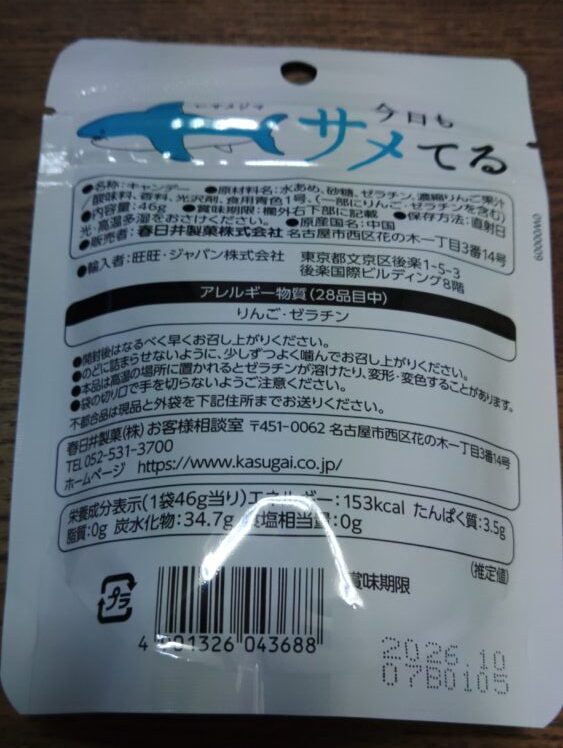 今日も
サメてる
●名称:キャンデー ●原材料名:水あめ、砂糖、ゼラチン、濃縮りんご果汁
/酸味料、香料、光沢剤、食用青色1号、(一部にりんご・ゼラチンを含む)
●内容量:46g ●賞味期限:欄外右下部に記載 ●保存方法:直射日
光・高温多湿をおさけください。 ●原産国名:中国
●販売者:春日井製菓株式会社 名古屋市西区花の木一丁目3番14号
●輸入者:旺旺・ジャパン株式会社 東京都文京区後楽1-5-3
後楽国際ビルディング8階
OW00009
アレルギー物質(28品目中)
りんご・ゼラチン
●開封後はなるべく早くお召し上がりください。
●のどに詰まらせないように、少しずつよく噛んでお召し上がりください。
●本品は高温の場所に置かれるとゼラチンが溶けたり、変形・変色することがあります。
●袋の切り口で手を切らないようご注意ください。
不都合品は現品と外袋を下記住所までお送りください。
春日井製菓(株)お客様相談室 〒451-0062 名古屋市西区花の木一丁目3番14号
TEL 052-531-3700
ホームページ https://www.kasugai.co.jp/
栄養成分表示(1袋46g当り)エネルギー:153kcal たんぱく質:3.5g
脂質:0g 炭水化物:34.7g 食塩相当量:0g
(推定値)
プラ
賞味期限
4 901326 043688
2026.10
07B0105